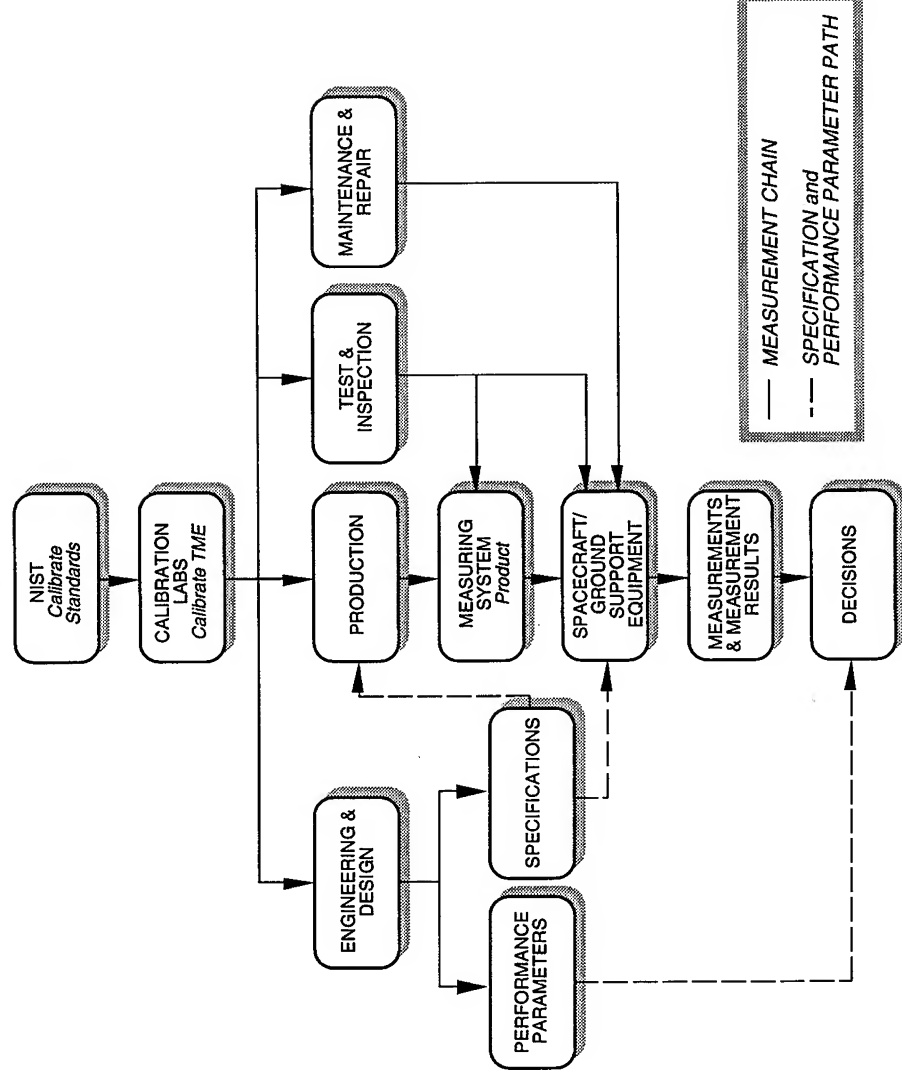 NIST
Calibrate
Standards
CALIBRATION
LABS
Calibrate TME
ENGINEERING &
DESIGN
PRODUCTION
TEST &
INSPECTION
MAINTENANCE &
REPAIR
PERFORMANCE
PARAMETERS
SPECIFICATIONS
MEASURING
SYSTEM
Product
SPACECRAFT/
GROUND
SUPPORT
EQUIPMENT
MEASUREMENTS
& MEASUREMENT
RESULTS
DECISIONS
MEASUREMENT CHAIN
SPECIFICATION and
PERFORMANCE PARAMETER PATH